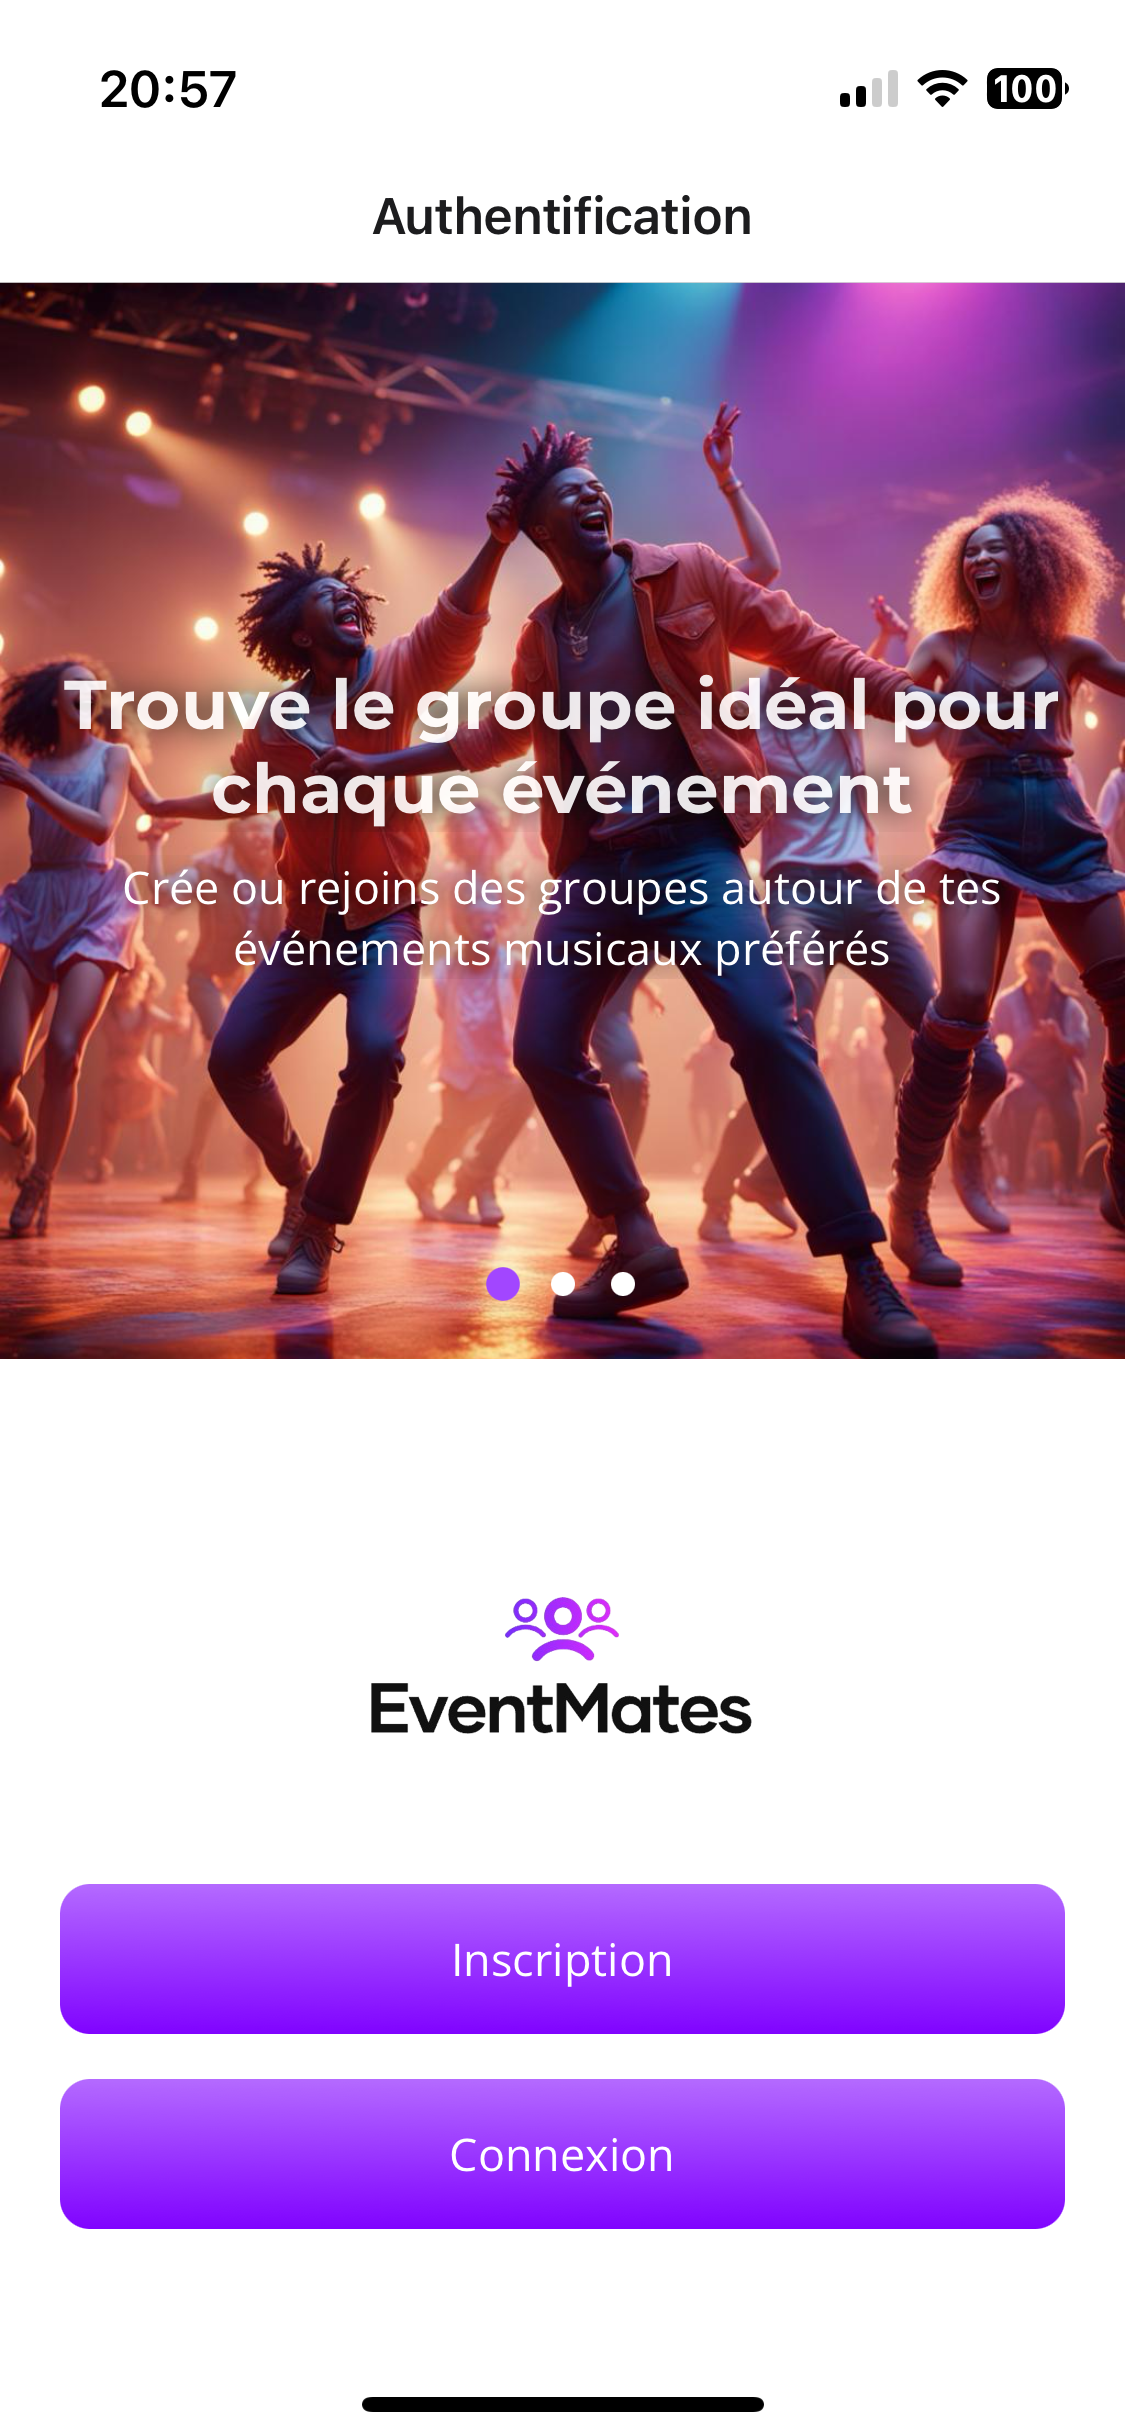 20:57
100
Authentification
Trouve le groupe idéal pour
chaque événement
Crée ou rejoins des groupes autour de tes
événements musicaux préférés
EventMates
Inscription
Connexion